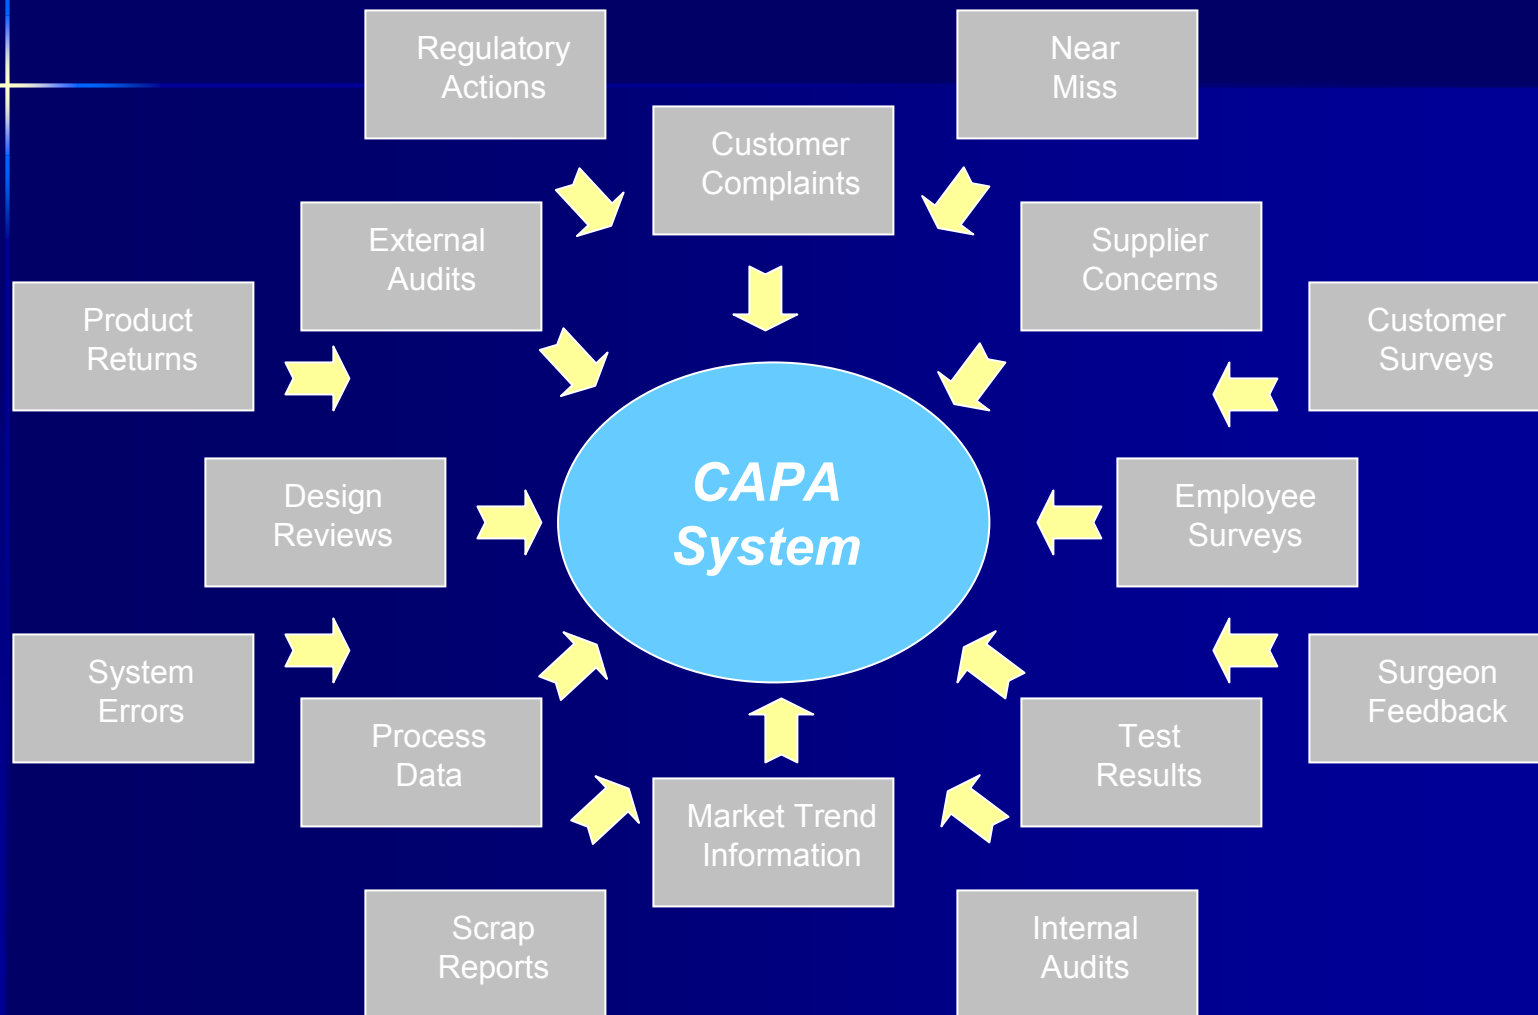 Regulatory
Actions
Near
Miss
Customer
Complaints
External
Audits
Supplier
Concerns
Product
Returns
Customer
Surveys
CAPA
System
Design
Reviews
Employee
Surveys
System
Errors
Surgeon
Feedback
Process
Data
Test
Results
Market Trend
Information
Scrap
Reports
Internal
Audits